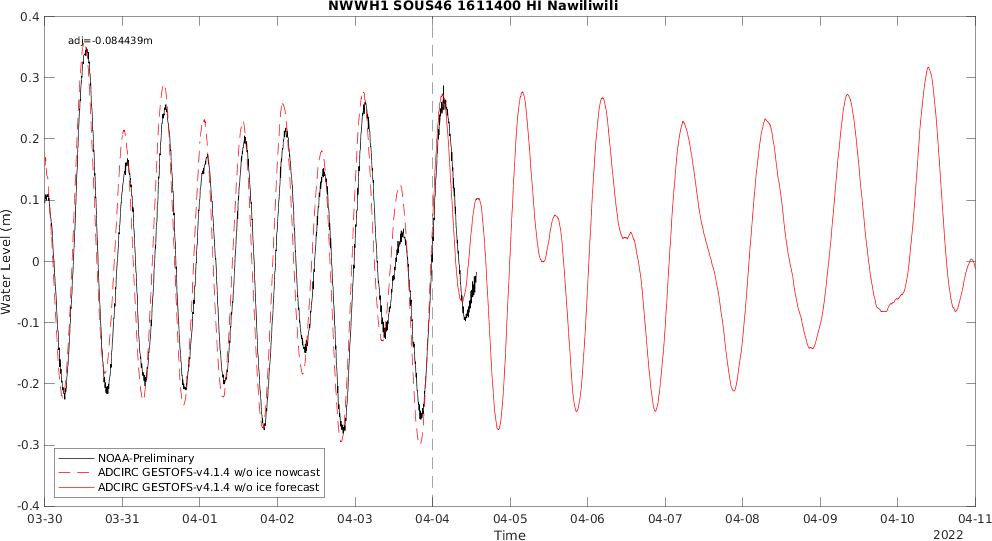 NWWH1 SOUS46 1611400 HI Nawiliwili
adj=-0.084439m
Water Level (m)
0.4
0.3
0.2
0.1
0
-0.1
-0.2
-0.3
-0.4
NOAA-Preliminary
ADCIRC GESTOFS-v4.1.4 w/o ice nowcast
ADCIRC GESTOFS-v4.1.4 w/o ice forecast
03-30 03-31 04-01 04-02 04-03 04-04 04-05 04-06 04-07 04-08 04-09 04-10 04-11
Time
2022